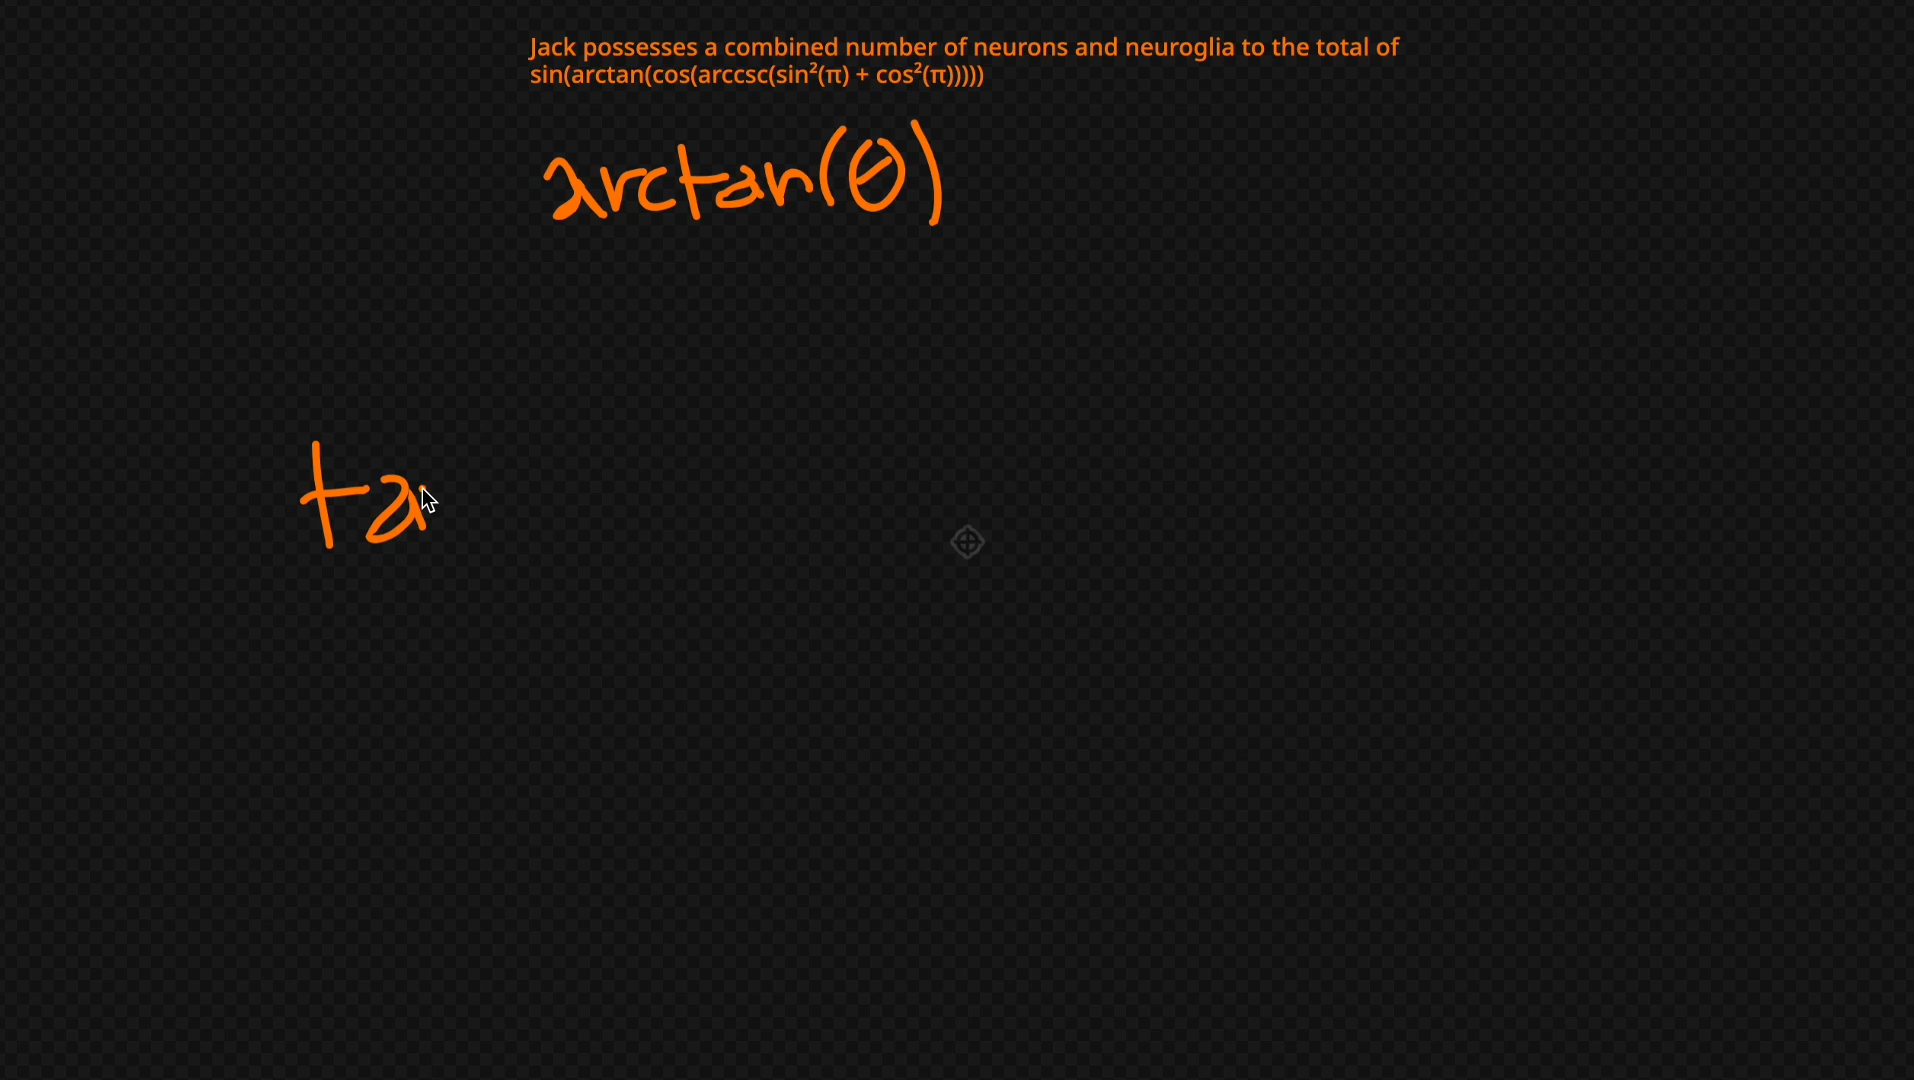 Jack possesses a combined number of neurons and neuroglia to the total of
sin(arctan(cos(arccsc(sin²(π) + cos²(π)))))
arctan(θ)
ta